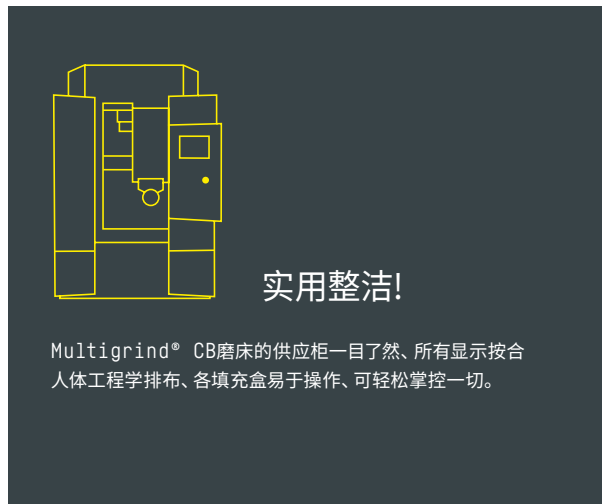 实用整洁!
Multigrind® CB磨床的供应柜一目了然、所有显示按合
人体工程学排布、各填充盒易于操作、可轻松掌控一切。